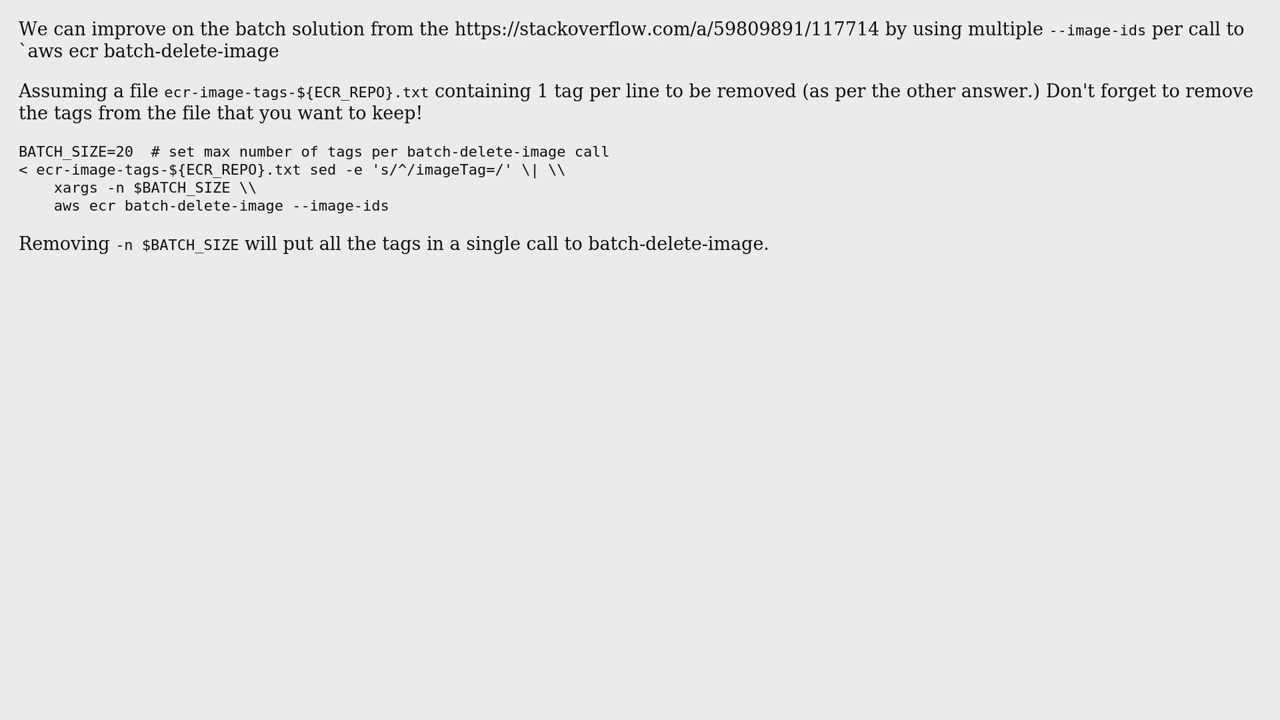 We can improve on the batch solution from the https://stackoverflow.com/a/59809891/117714 by using multiple --image-ids per call to
`aws ecr batch-delete-image
Assuming a file ecr-image-tags-${ECR_REPO}.txt containing 1 tag per line to be removed (as per the other answer.) Don't forget to remove
the tags from the file that you want to keep!
BATCH_SIZE=20  # set max number of tags per batch-delete-image call
< ecr-image-tags-${ECR_REPO}.txt sed -e 's/^/imageTag=/' \| \\
    xargs -n $BATCH_SIZE \\
    aws ecr batch-delete-image --image-ids
Removing -n $BATCH_SIZE will put all the tags in a single call to batch-delete-image.